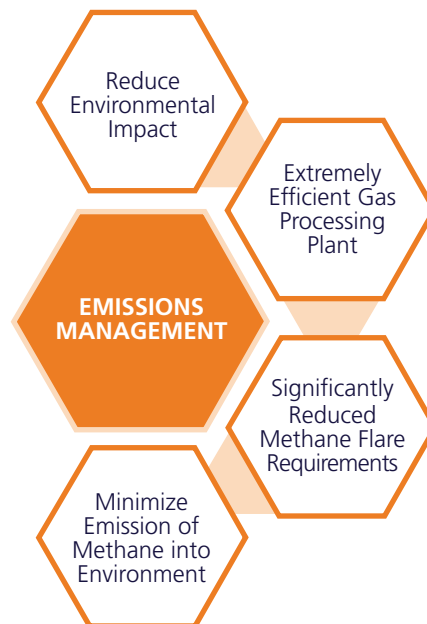 Reduce
Environmental
Impact
Extremely
Efficient Gas
Processing
Plant
EMISSIONS
MANAGEMENT
Significantly
Reduced
Methane Flare
Requirements
Minimize
Emission of
Methane into
Environment